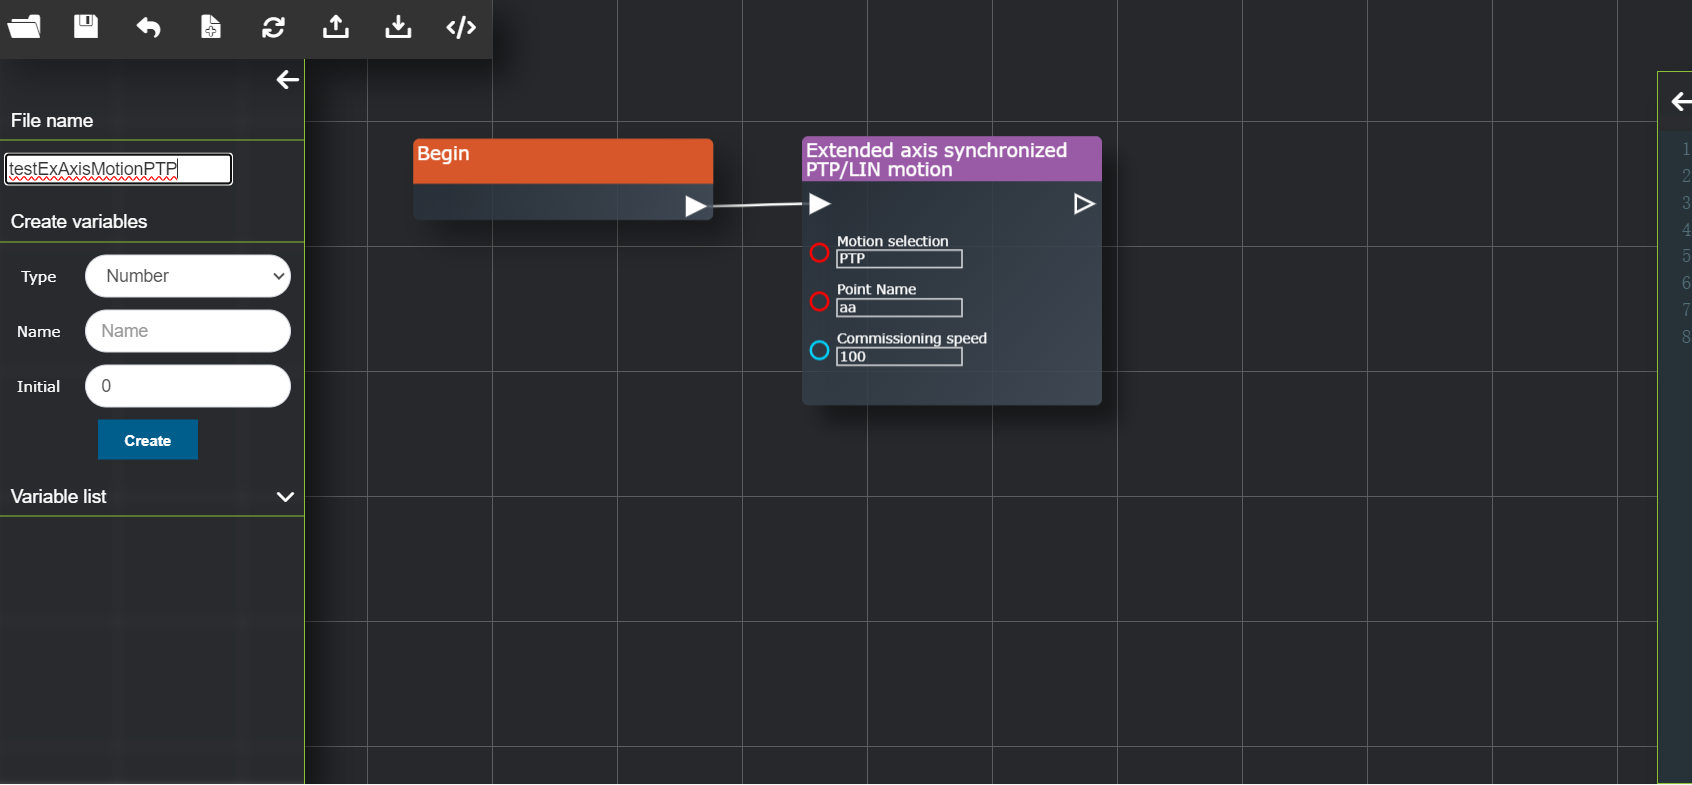 </>
File name
testExAxisMotionPTP
Create variables
Type
Number
Name
Name
Initial
0
Create
Variable list
Begin
Extended axis synchronized
PTP/LIN motion
Motion selection
PTP
Point Name
aa
Commissioning speed
100
1
2
3
4
5
6
7
8